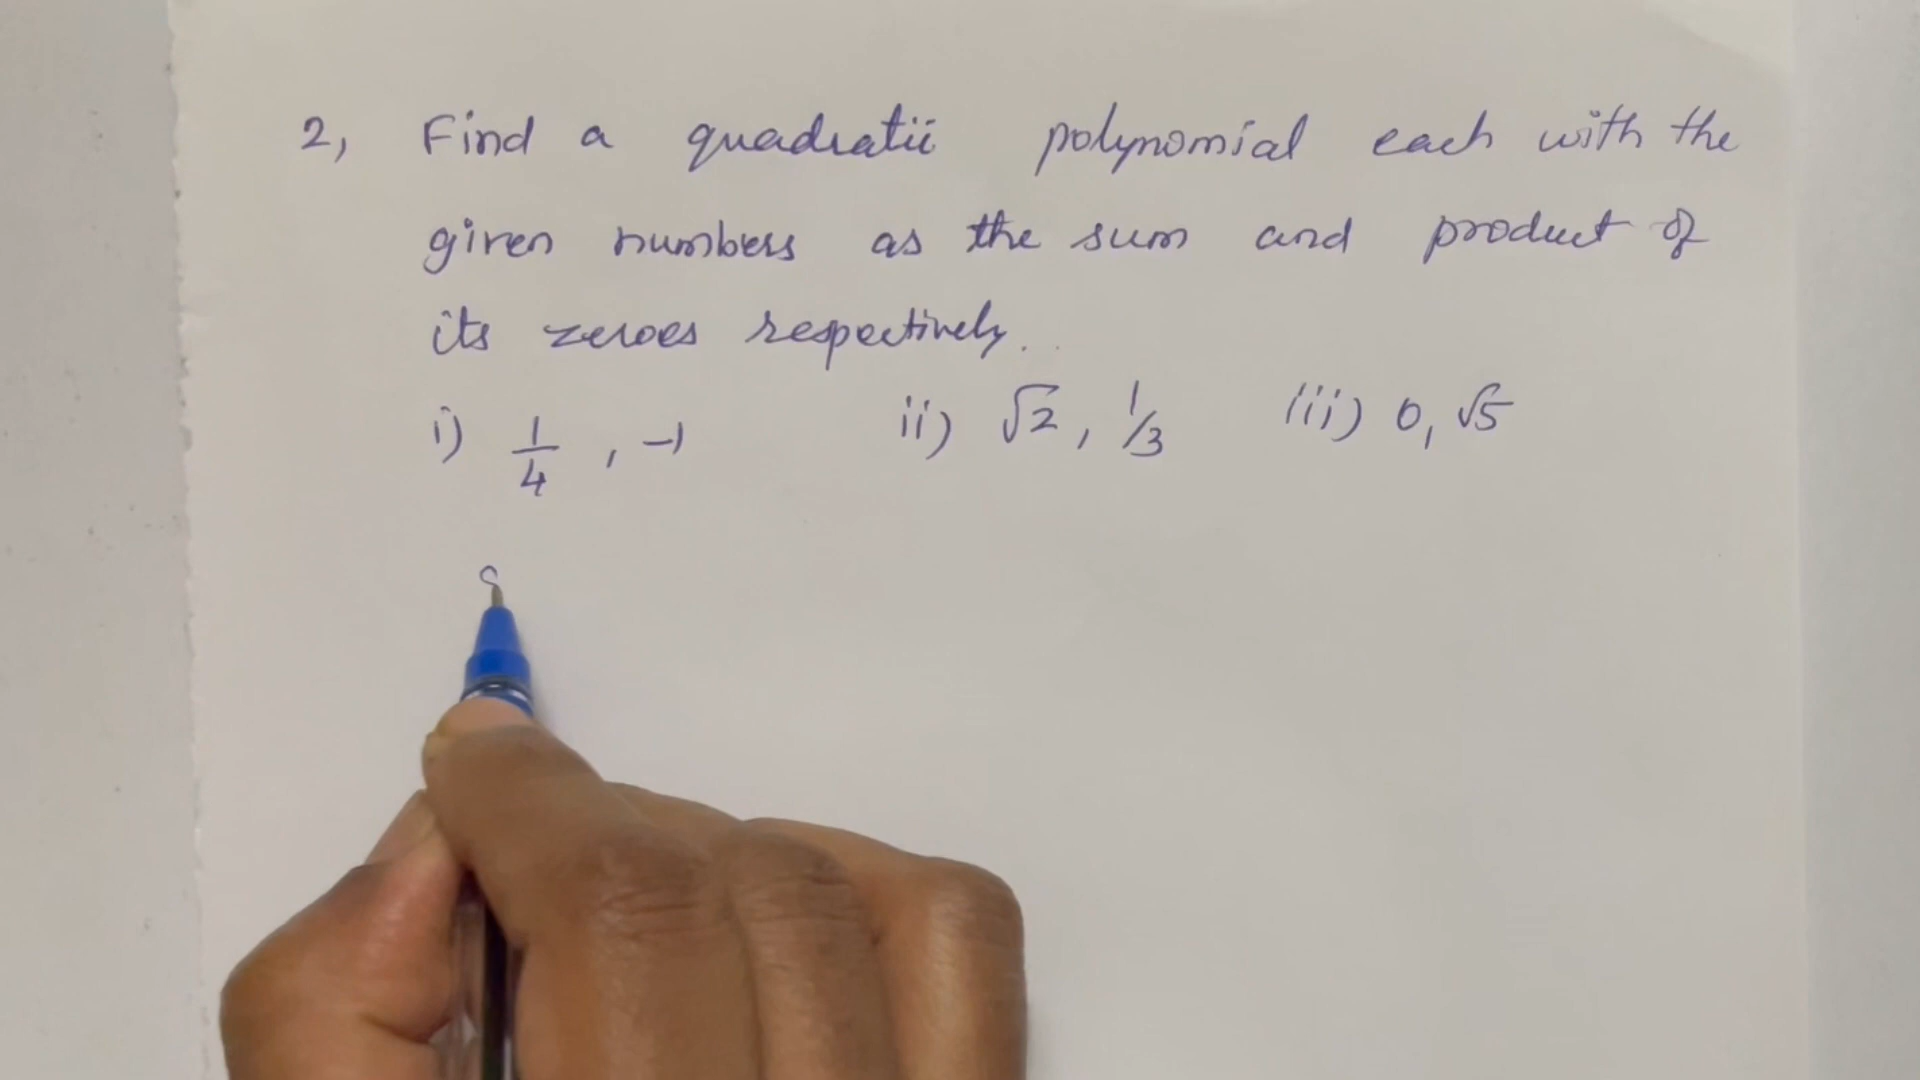 2, Find a quadratic polynomial each with the
given numbers as the sum and product of
its zeroes respectively.
i) 1/4, -1 ii) √2, 1/3 iii) 0, √5